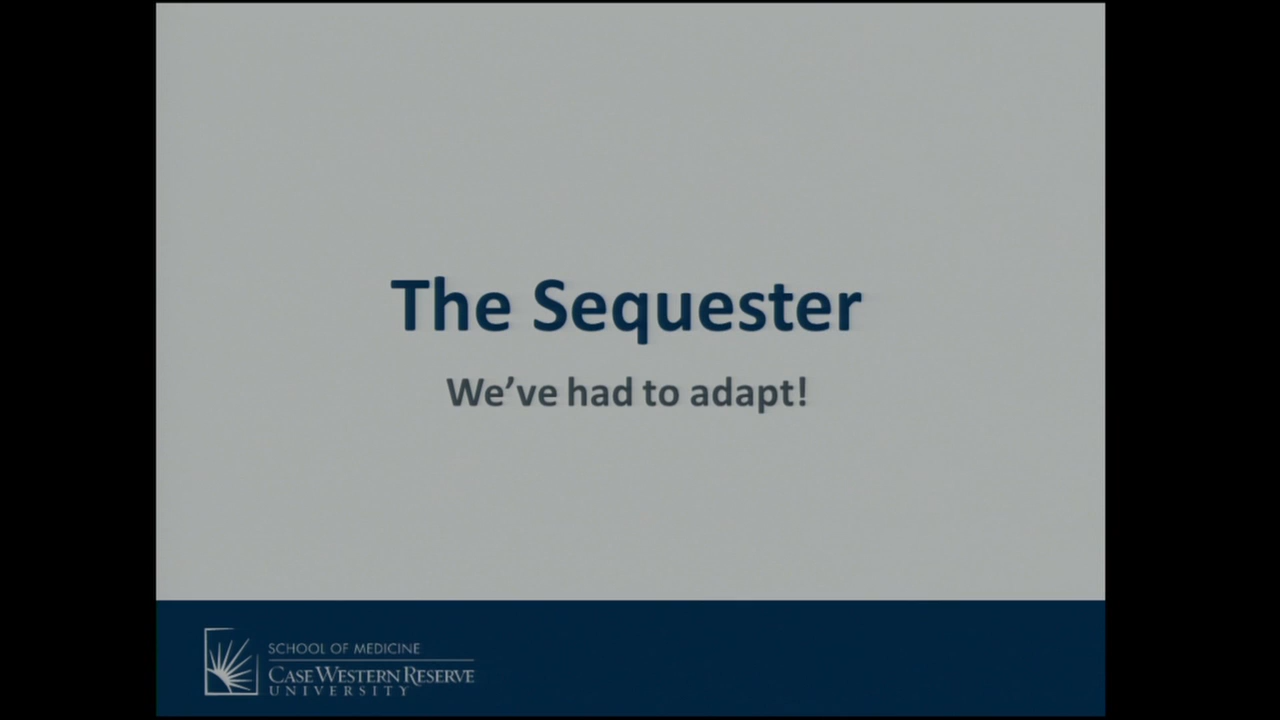 The Sequester
We've had to adapt!
SCHOOL OF MEDICINE
CASE WESTERN RESERVE
UNIVERSITY